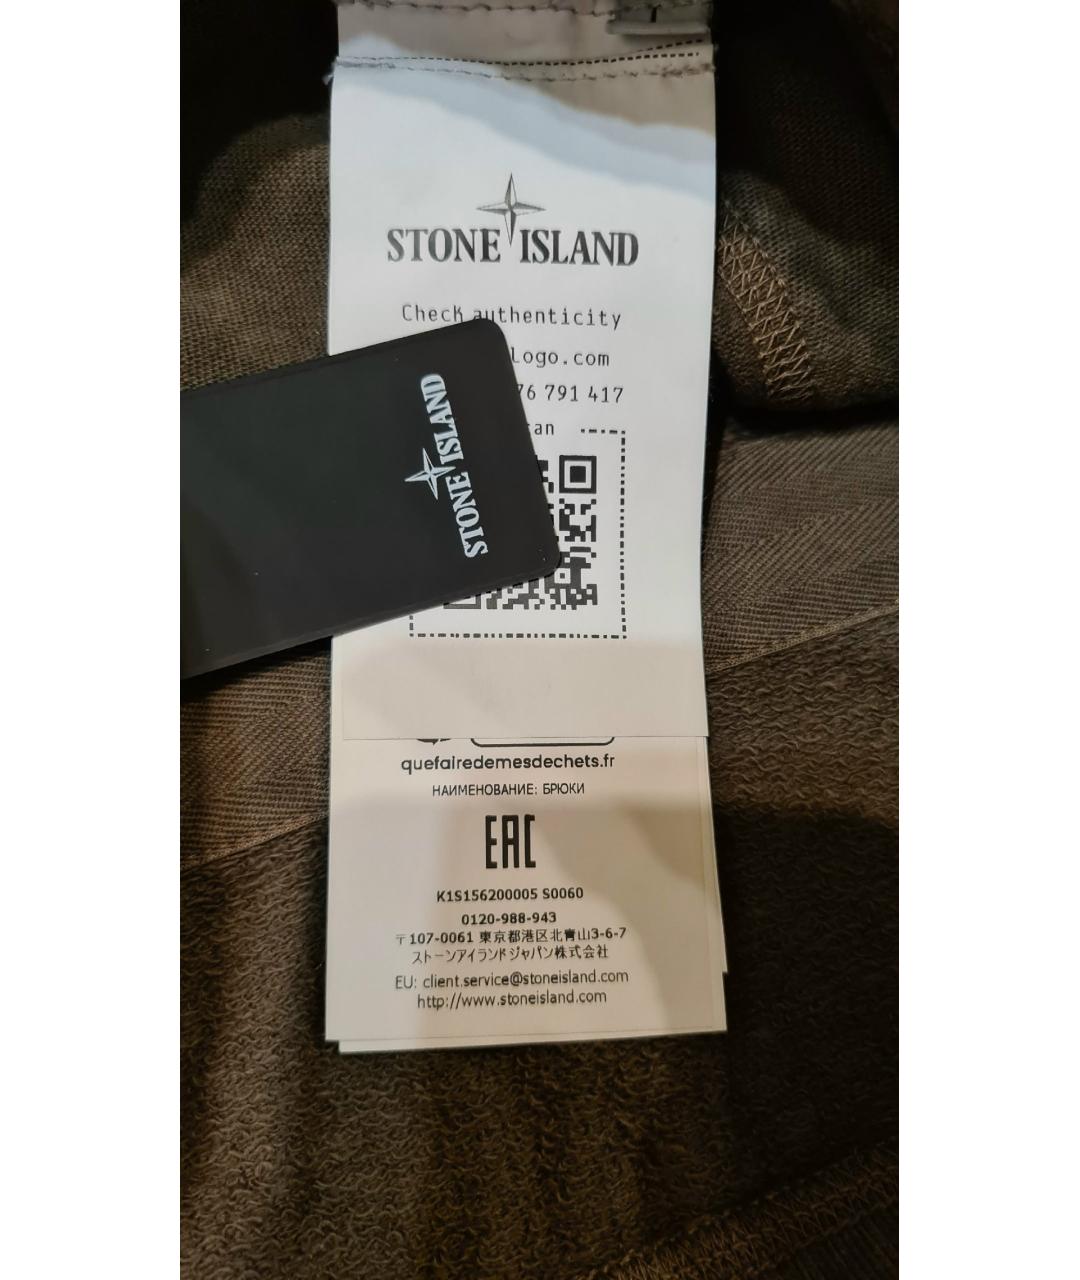 STONE ISLAND
Check authenticity
Logo.com
76 791 417
STONE ISLAND
quefairedemesdechets.fr
НАИМЕНОВАНИЕ: БРЮКИ
EAC
K1S156200005 S0060
0120-988-943
〒107-0061 東京都港区北青山3-6-7
ストーンアイランドジャパン株式会社
EU: client.service@stoneisland.com
http://www.stoneisland.com